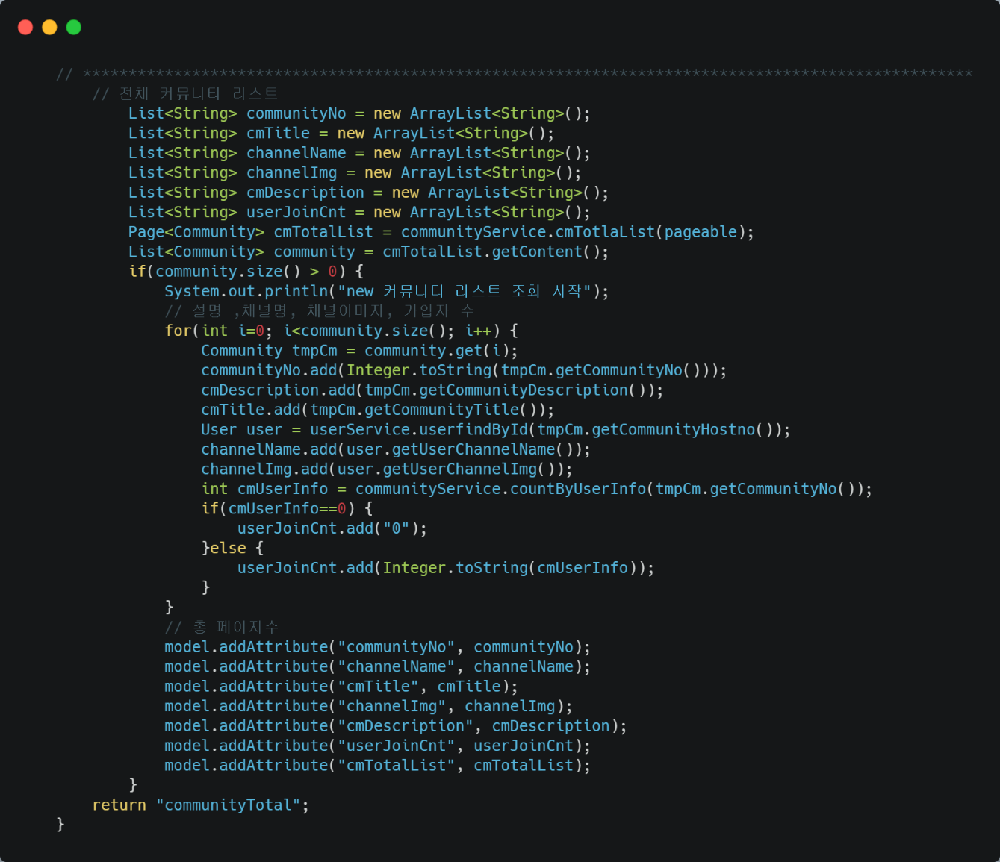 // **************************************************************************************************
// 전체 커뮤니티 리스트
List<String> communityNo = new ArrayList<String>();
List<String> cmTitle = new ArrayList<String>();
List<String> channelName = new ArrayList<String>();
List<String> channelImg = new ArrayList<String>();
List<String> cmDescription = new ArrayList<String>();
List<String> userJoinCnt = new ArrayList<String>();
Page<Community> cmTotalList = communityService.cmTotlaList(pageable);
List<Community> community = cmTotalList.getContent();
if(community.size() > 0) {
System.out.println("new 커뮤니티 리스트 조회 시작");
// 설명 ,채널명, 채널이미지, 가입자 수
for(int i=0; i<community.size(); i++) {
Community tmpCm = community.get(i);
communityNo.add(Integer.toString(tmpCm.getCommunityNo()));
cmDescription.add(tmpCm.getCommunityDescription());
cmTitle.add(tmpCm.getCommunityTitle());
User user = userService.userfindById(tmpCm.getCommunityHostno());
channelName.add(user.getUserChannelName());
channelImg.add(user.getUserChannelImg());
int cmUserInfo = communityService.countByUserInfo(tmpCm.getCommunityNo());
if(cmUserInfo==0) {
userJoinCnt.add("0");
}else {
userJoinCnt.add(Integer.toString(cmUserInfo));
}
}
// 총 페이지수
model.addAttribute("communityNo", communityNo);
model.addAttribute("channelName", channelName);
model.addAttribute("cmTitle", cmTitle);
model.addAttribute("channelImg", channelImg);
model.addAttribute("cmDescription", cmDescription);
model.addAttribute("userJoinCnt", userJoinCnt);
model.addAttribute("cmTotalList", cmTotalList);
}
return "communityTotal";
}